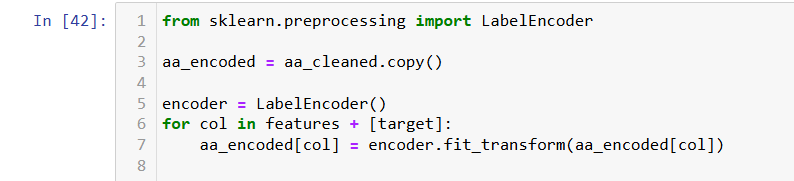 In [42]:
1 from sklearn.preprocessing import LabelEncoder
2
3 aa_encoded = aa_cleaned.copy()
4
5 encoder = LabelEncoder()
6 for col in features + [target]:
7     aa_encoded[col] = encoder.fit_transform(aa_encoded[col])
8